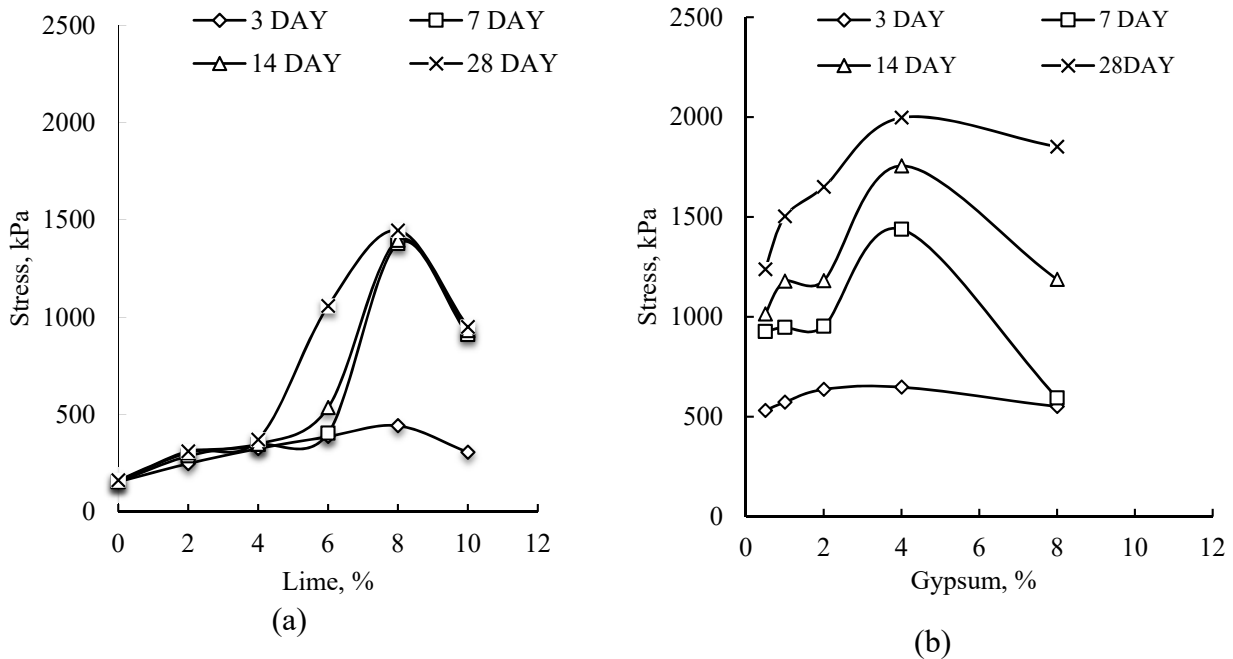 3 DAY 7 DAY
14 DAY 28 DAY
2500
2000
1500
1000
500
0
Stress, kPa
0 2 4 6 8 10 12
Lime, %
(a)
3 DAY 7 DAY
14 DAY 28DAY
2500
2000
1500
1000
500
0
Stress, kPa
0 2 4 6 8 10 12
Gypsum, %
(b)